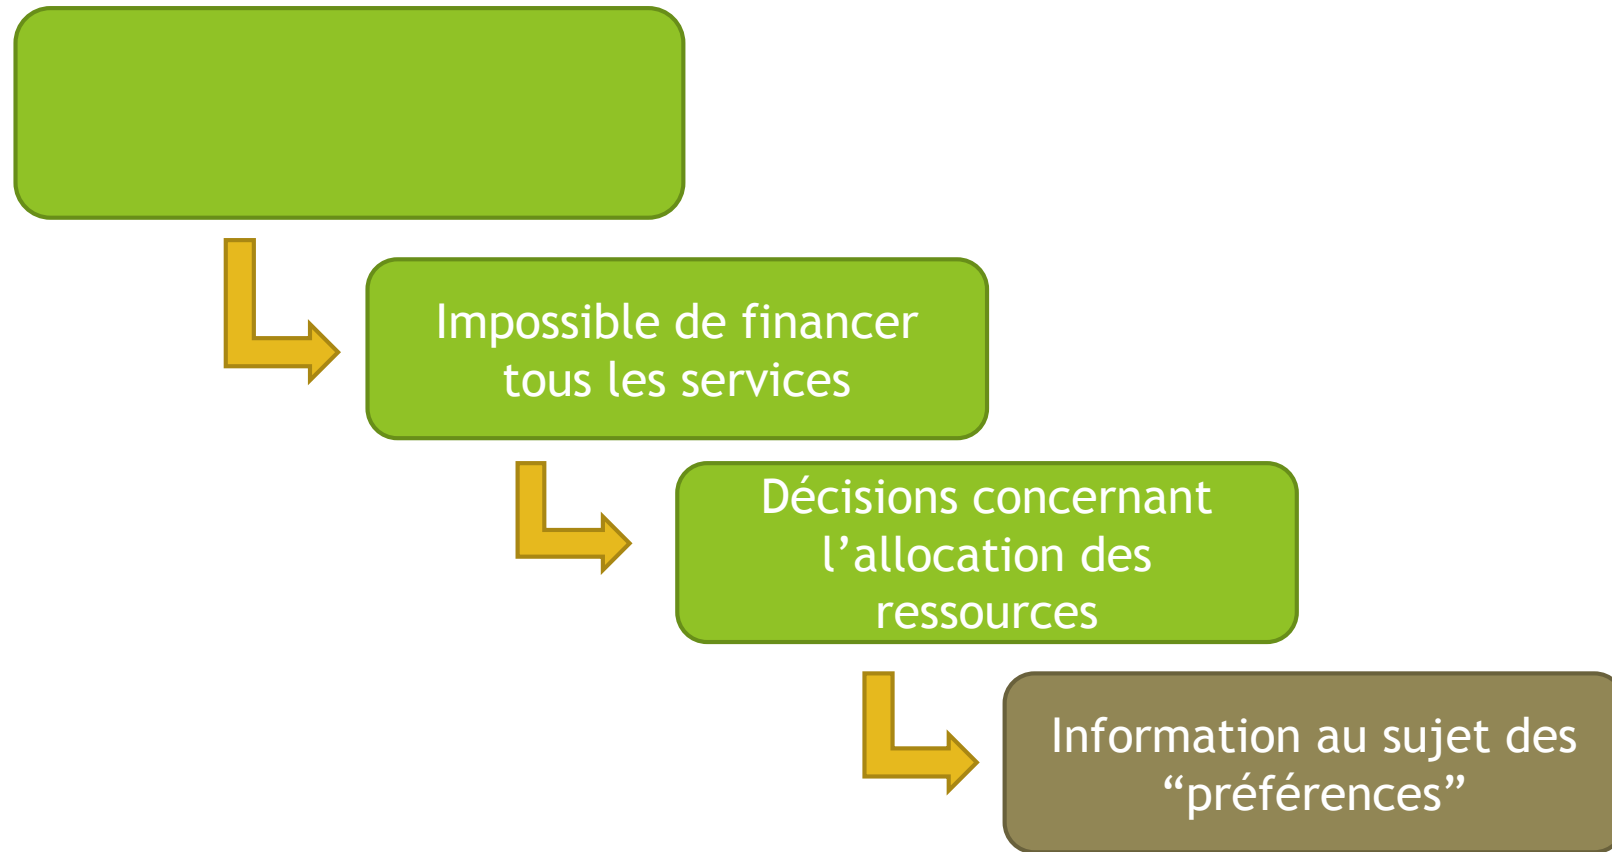 Impossible de financer
tous les services
Décisions concernant
l’allocation des
ressources
Information au sujet des
“préférences”